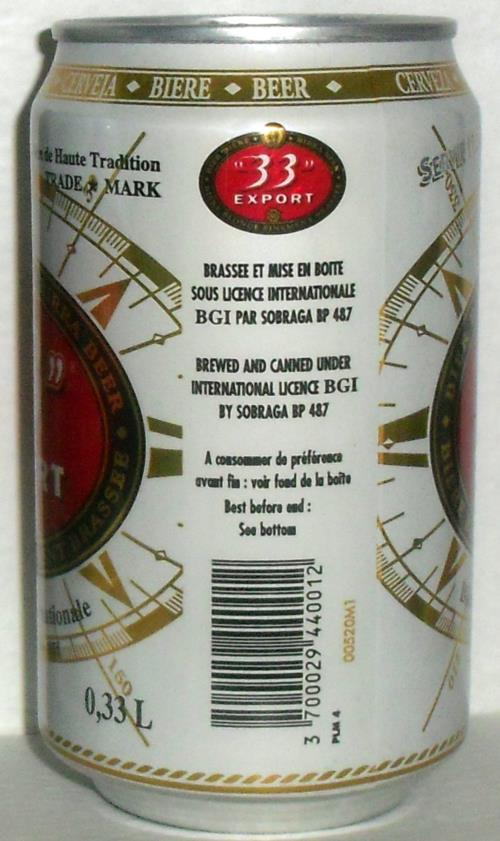 CERVEJA ◆ BIERE ◆ BEER ◆ CERVEJA
de Haute Tradition
TRADE MARK
"33"
EXPORT
BRASSEE ET MISE EN BOITE
SOUS LICENCE INTERNATIONALE
BGI PAR SOBRAGA BP 487
BREWED AND CANNED UNDER
INTERNATIONAL LICENCE BGI
BY SOBRAGA BP 487
A consommer de préférence
avant fin : voir fond de la boîte
Best before end :
See bottom
BEER
RT
150
0,33 L
3 700029 440012
PLM 4
00520M1